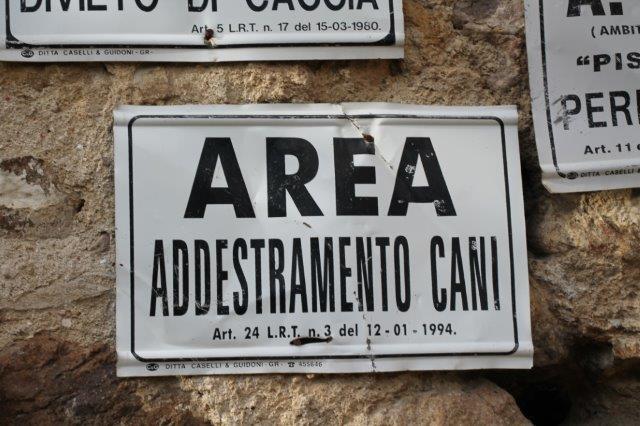 DIVIETO DI CACCIA
Art. 5 L.R.T. n. 17 del 15-03-1980.
DITTA CASELLI & GUIDONI -GR-
AREA
ADDESTRAMENTO CANI
Art. 24 L.R.T. n. 3 del 12-01-1994.
DITTA CASELLI & GUIDONI GR- ☎ 455646
A.
(AMBIT
"PIS
PER
Art. 11
DITTA CASELLI &